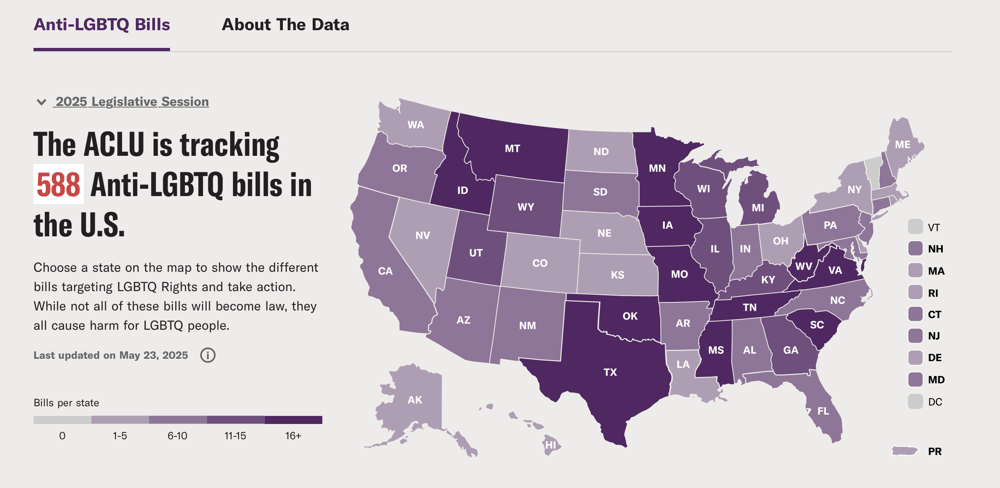 Anti-LGBTQ Bills
About The Data
2025 Legislative Session
The ACLU is tracking
588 Anti-LGBTQ bills in
the U.S.
Choose a state on the map to show the different
bills targeting LGBTQ Rights and take action.
While not all of these bills will become law, they
all cause harm for LGBTQ people.
Last updated on May 23, 2025
Bills per state
0 1-5 6-10 11-15 16+
WA
MT
ND
MN
ME
OR
ID
SD
WI
NY
WY
MI
IA
PA
NV
NE
OH
UT
IL
IN
CO
WV
VA
CA
KS
MO
KY
NC
AZ
NM
OK
TN
AR
SC
MS
AL
GA
TX
LA
AK
FL
HI
VT
NH
MA
RI
CT
NJ
DE
MD
DC
PR